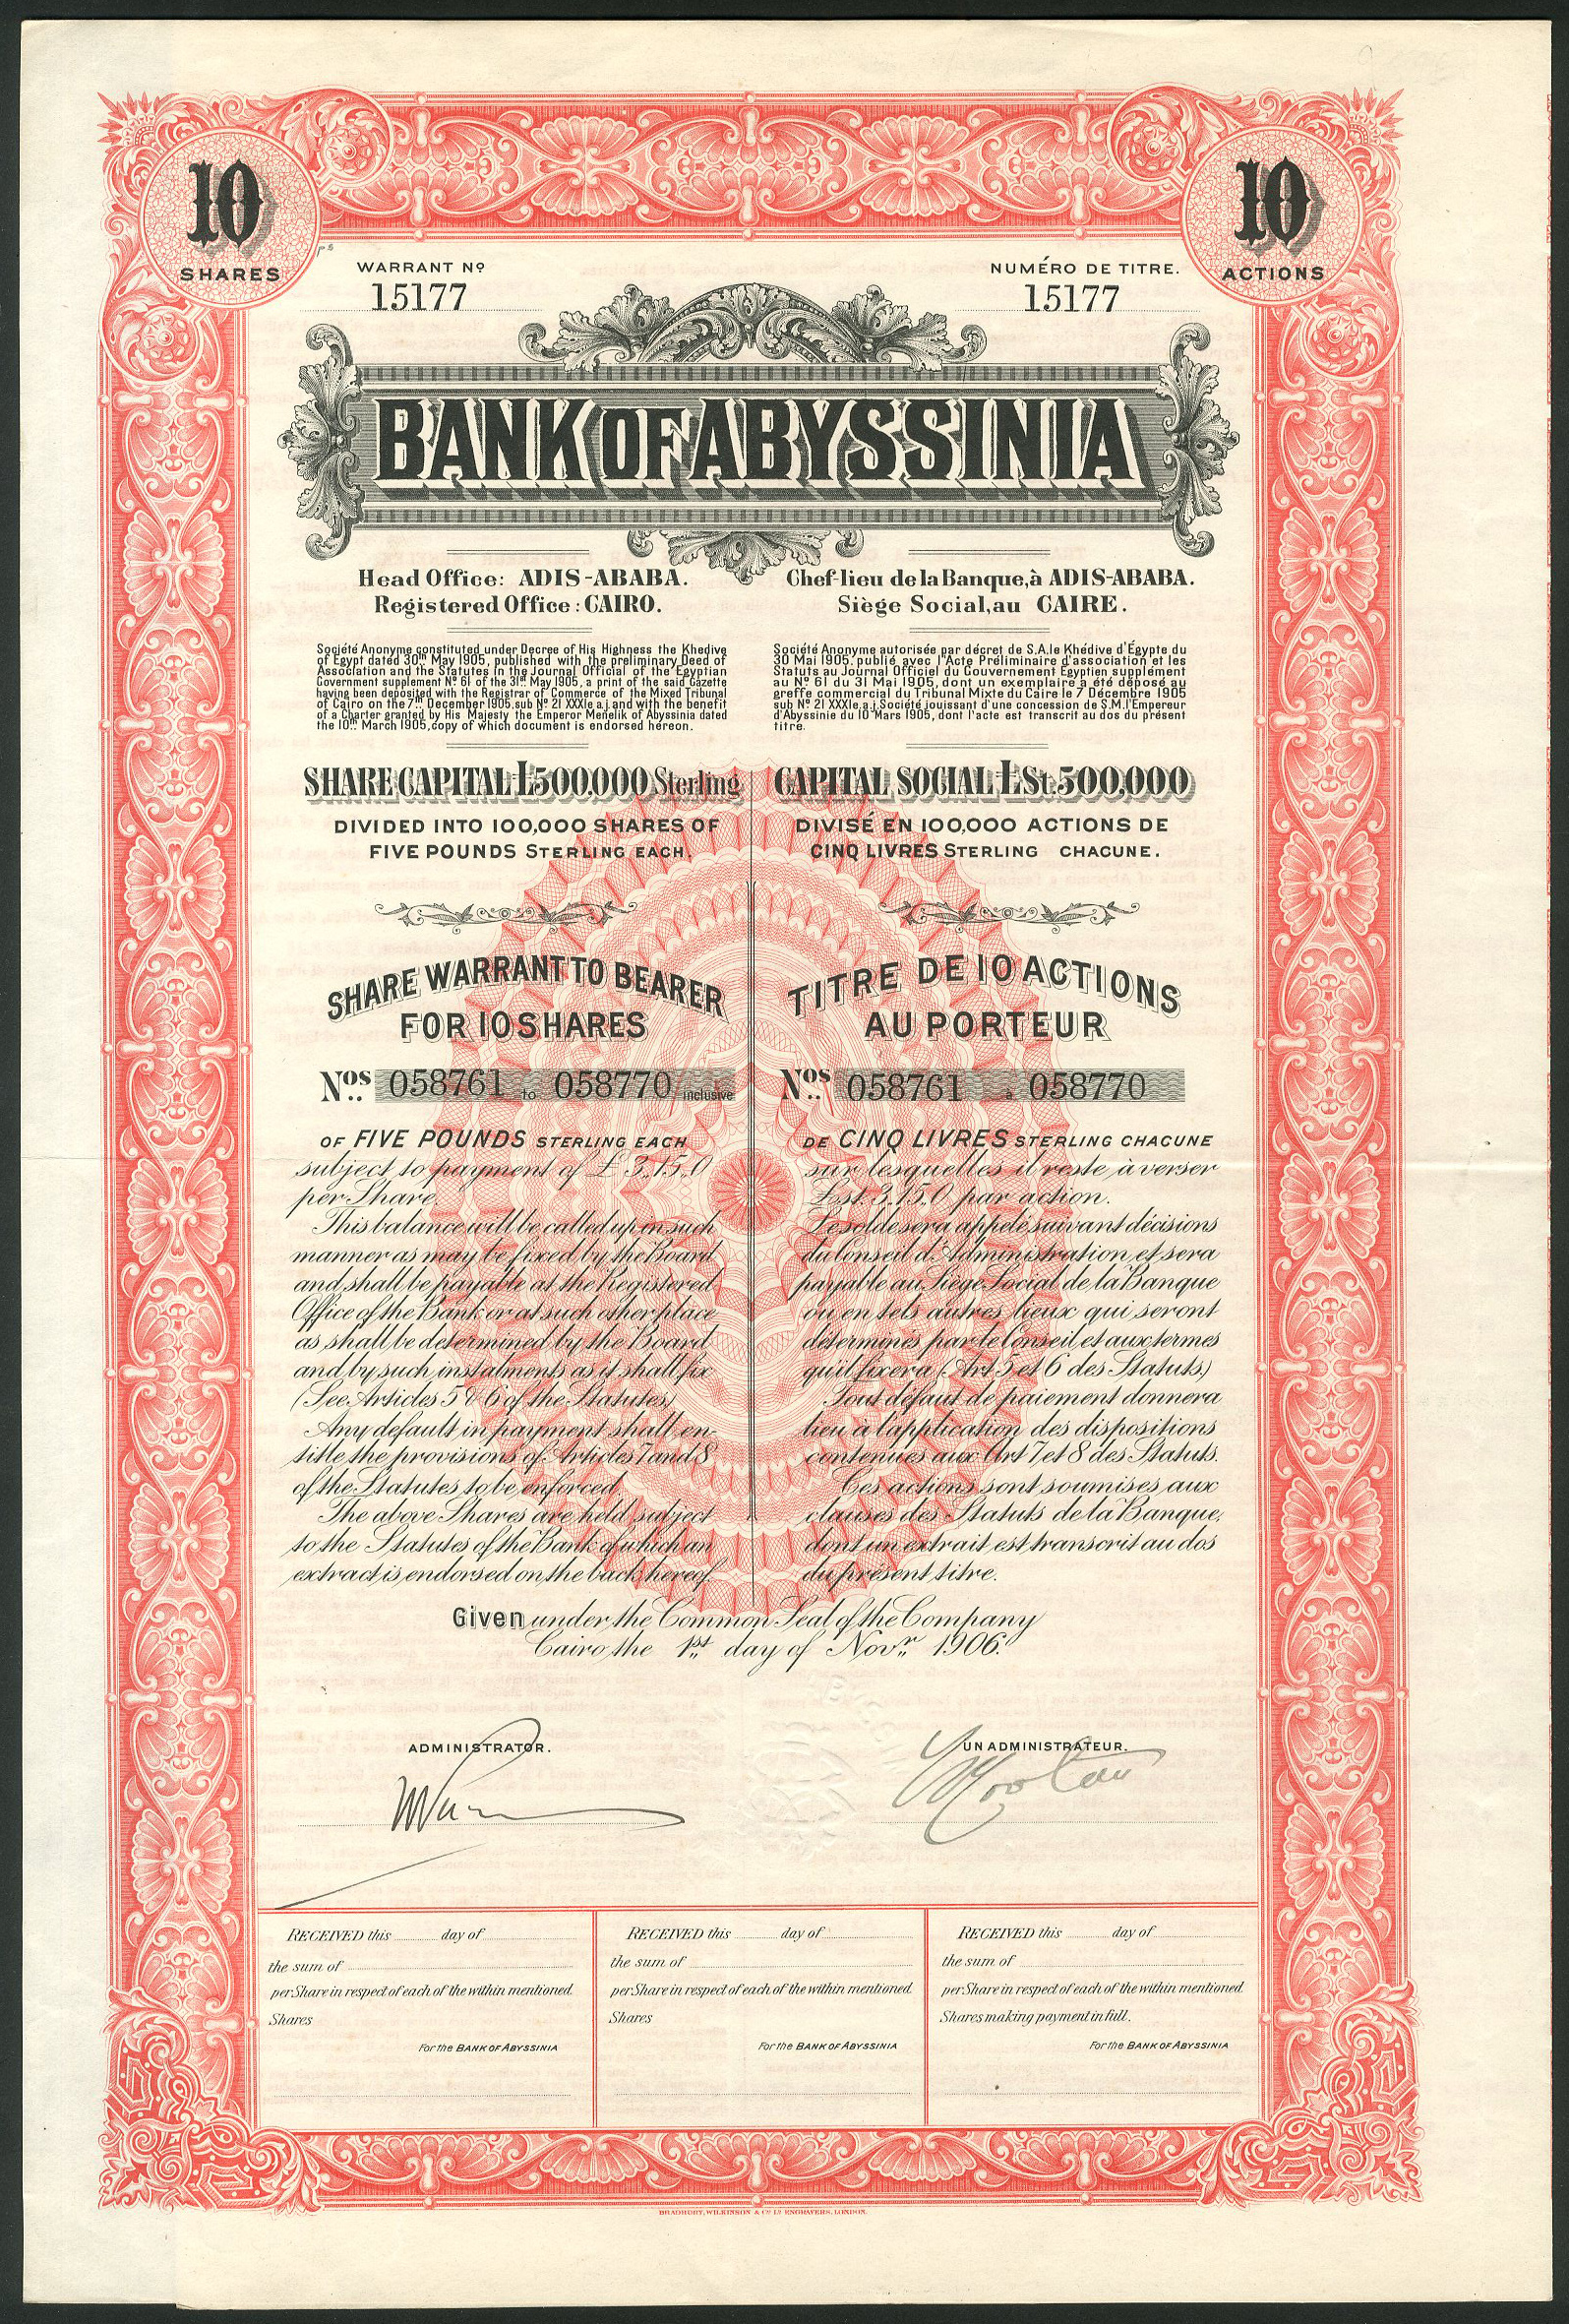 10
SHARES
10
ACTIONS
WARRANT Nº
15177
NUMÉRO DE TITRE.
15177
BANK OF ABYSSINIA
Head Office: ADIS-ABABA.
Registered Office: CAIRO.
Chef-lieu de la Banque, à ADIS-ABABA.
Siège Social, au CAIRE.
Société Anonyme constituted under Decree of His Highness the Khedive
of Egypt dated 30th May 1905, published with the preliminary Deed of
Association and the Statutes in the Journal Official of the Egyptian
Government supplement Nº 61 of the 31st May 1905, a print of the said Gazette
having been deposited with the Registrar of Commerce of the Mixed Tribunal
of Cairo on the 7th December 1905, sub Nº 21 XXXIe a.j. and with the benefit
of a Charter granted by His Majesty the Emperor Menelik of Abyssinia dated
the 10th March 1905, copy of which document is endorsed hereon.
Société Anonyme autorisée par décret de S.A. le Khédive d'Égypte du
30 Mai 1905, publié avec l'Acte Préliminaire d'association et les
Statuts au Journal Officiel du Gouvernement Egyptien supplément
au Nº 61 du 31 Mai 1905, dont un exemplaire a été déposé au
greffe commercial du Tribunal Mixte du Caire le 7 Décembre 1905
sub Nº 21 XXXIe a.j. Société jouissant d'une concession de S.M. l'Empereur
d'Abyssinie du 10 Mars 1905, dont l'acte est transcrit au dos du présent
titre.
SHARE CAPITAL £500,000 Sterling
DIVIDED INTO 100,000 SHARES OF
FIVE POUNDS STERLING EACH.
CAPITAL SOCIAL £St. 500,000
DIVISÉ EN 100,000 ACTIONS DE
CINQ LIVRES STERLING CHACUNE.
SHARE WARRANT TO BEARER
FOR 10 SHARES
Nos 058761 to 058770 inclusive
OF FIVE POUNDS STERLING EACH
subject to payment of £3,,15,,0
per Share.
This balance will be called up in such
manner as may be fixed by the Board
and shall be payable at the Registered
Office of the Bank or at such other place
as shall be determined by the Board
and by such instalments as it shall fix
(See Articles 5 & 6 of the Statutes)
Any default in payment shall en-
title the provisions of Articles 7 and 8
of the Statutes to be enforced.
The above Shares are held subject
to the Statutes of the Bank of which an
extract is endorsed on the back hereof.
TITRE DE 10 ACTIONS
AU PORTEUR
Nos 058761 à 058770
DE CINQ LIVRES STERLING CHACUNE
sur lesquelles il reste à verser
£st. 3,,15,,0 par action.
Le solde sera appelé suivant décisions
du Conseil d'Administration, et sera
payable au Siège Social de la Banque
ou en tels autres lieux qui seront
déterminés par le Conseil, et aux termes
qu'il fixera (Art 5 et 6 des Statuts)
Tout défaut de paiement donnera
lieu à l'application des dispositions
contenues aux Art 7 et 8 des Statuts.
Ces actions sont soumises aux
clauses des Statuts de la Banque,
dont un extrait est transcrit au dos
du présent titre.
Given under the Common Seal of the Company
Cairo, the 1st day of Novr 1906.
ADMINISTRATOR.
UN ADMINISTRATEUR.
RECEIVED this day of
the sum of
per Share in respect of each of the within mentioned
Shares
For the BANK OF ABYSSINIA
RECEIVED this day of
the sum of
per Share in respect of each of the within mentioned
Shares
For the BANK OF ABYSSINIA
RECEIVED this day of
the sum of
per Share in respect of each of the within mentioned
Shares making payment in full.
For the BANK OF ABYSSINIA
BRADBURY, WILKINSON & Co. Ld. ENGRAVERS, LONDON.